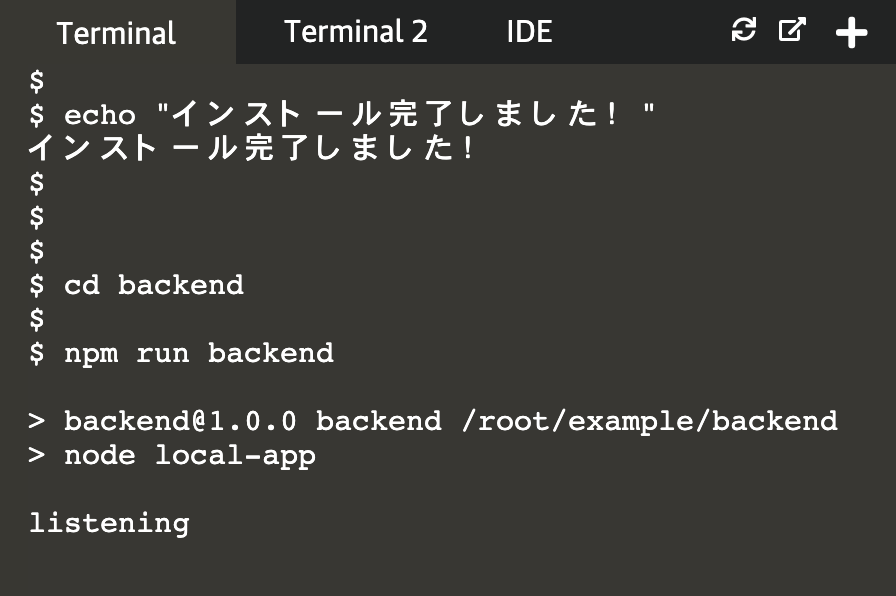 Terminal Terminal 2 IDE
$
$ echo "インストール完了しました！"
インストール完了しました！
$
$
$
$ cd backend
$
$ npm run backend
> backend@1.0.0 backend /root/example/backend
> node local-app
listening